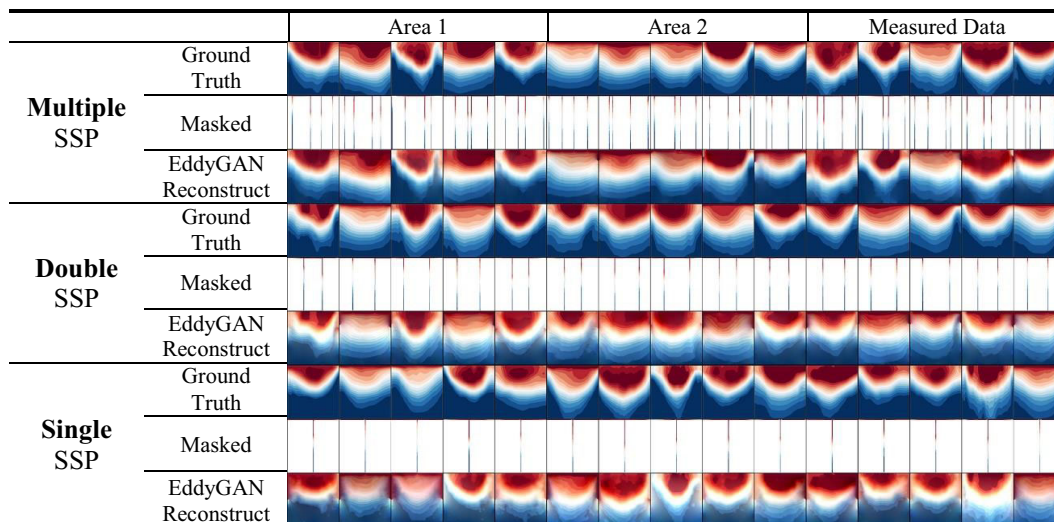 Area 1 Area 2 Measured Data
Multiple
SSP
Ground
Truth
Masked
EddyGAN
Reconstruct
Double
SSP
Ground
Truth
Masked
EddyGAN
Reconstruct
Single
SSP
Ground
Truth
Masked
EddyGAN
Reconstruct